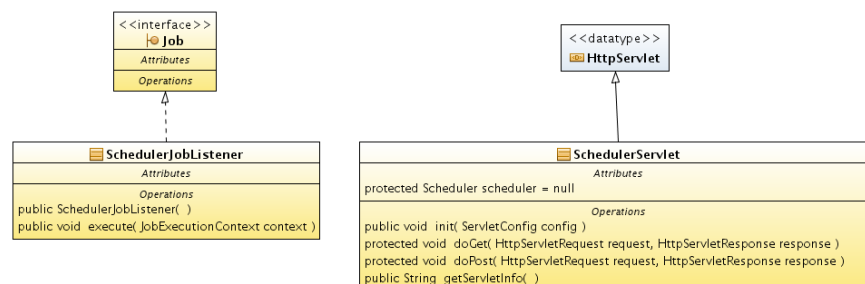 <<interface>>
Job
Attributes
Operations
<<datatype>>
HttpServlet
SchedulerJobListener
Attributes
Operations
public SchedulerJobListener( )
public void execute( JobExecutionContext context )
SchedulerServlet
Attributes
protected Scheduler scheduler = null
Operations
public void init( ServletConfig config )
protected void doGet( HttpServletRequest request, HttpServletResponse response )
protected void doPost( HttpServletRequest request, HttpServletResponse response )
public String getServletInfo( )